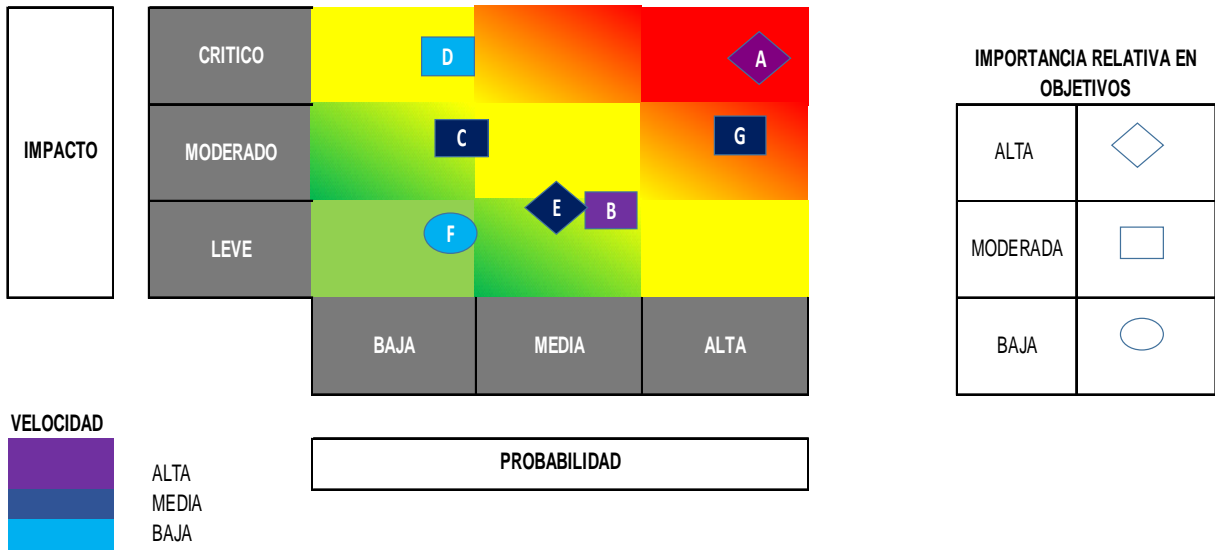 CRITICO
D
A
IMPORTANCIA RELATIVA EN
OBJETIVOS
IMPACTO
MODERADO
C
G
ALTA
E
B
LEVE
F
MODERADA
BAJA
MEDIA
ALTA
BAJA
VELOCIDAD
ALTA
MEDIA
BAJA
PROBABILIDAD